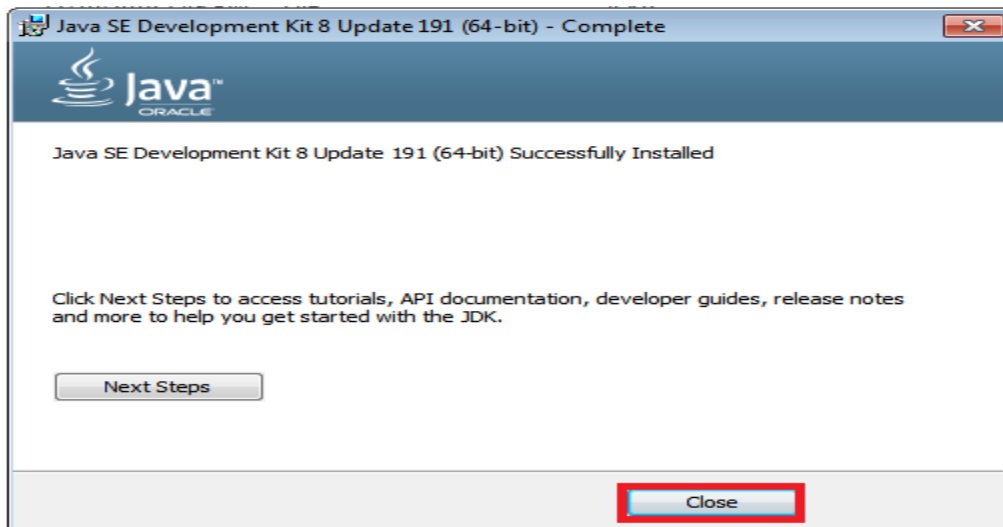 Java SE Development Kit 8 Update 191 (64-bit) - Complete
Java™
ORACLE
Java SE Development Kit 8 Update 191 (64-bit) Successfully Installed
Click Next Steps to access tutorials, API documentation, developer guides, release notes
and more to help you get started with the JDK.
Next Steps
Close